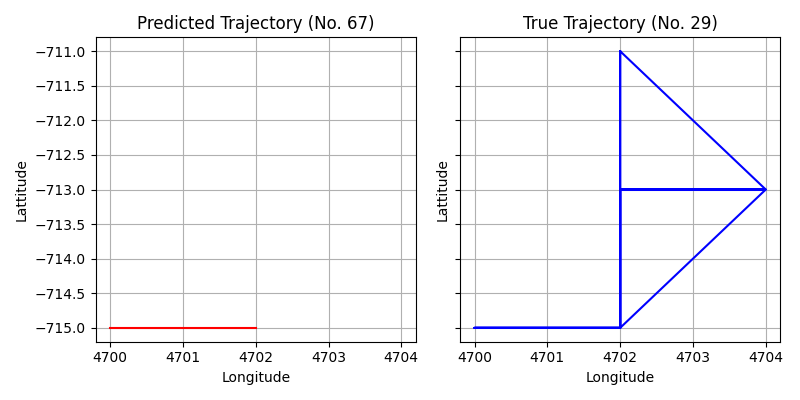 Predicted Trajectory (No. 67)
True Trajectory (No. 29)
Lattitude
−711.0
−711.5
−712.0
−712.5
−713.0
−713.5
−714.0
−714.5
−715.0
4700 4701 4702 4703 4704
Longitude
Lattitude
4700 4701 4702 4703 4704
Longitude